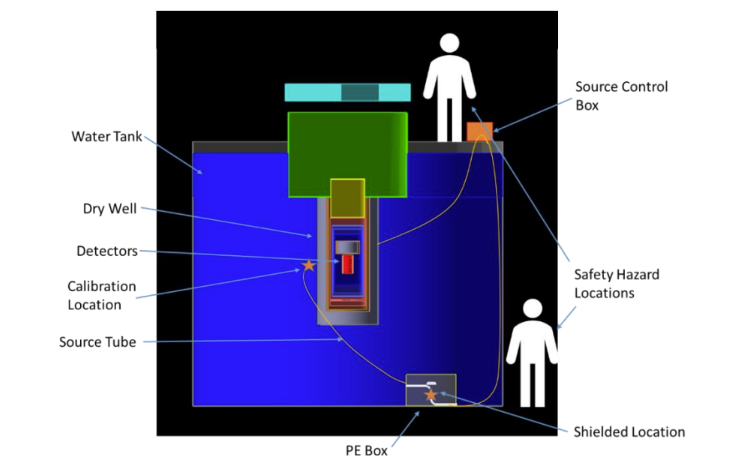 Source Control
Box
Water Tank
Dry Well
Detectors
Calibration
Location
Safety Hazard
Locations
Source Tube
Shielded Location
PE Box